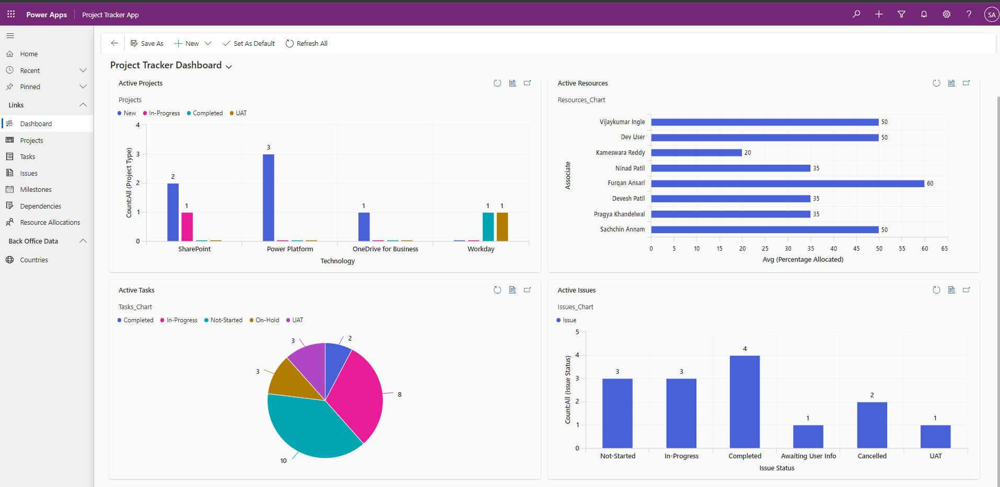 Power Apps Project Tracker App SA
Save As New Set As Default Refresh All
Home
Recent
Pinned
Links
Dashboard
Projects
Tasks
Issues
Milestones
Dependencies
Resource Allocations
Back Office Data
Countries
Project Tracker Dashboard
Active Projects
Projects
New In-Progress Completed UAT
4
3
2
1
0
Count:All (Project Type)
2
1
3
1
1
1
SharePoint Power Platform OneDrive for Business Workday
Technology
Active Resources
Resources_Chart
Associate
Vijaykumar Ingle 50
Dev User 50
Kameswara Reddy 20
Ninad Patil 35
Furqan Ansari 60
Devesh Patil 35
Pragya Khandelwal 35
Sachchin Annam 50
0 5 10 15 20 25 30 35 40 45 50 55 60 65
Avg (Percentage Allocated)
Active Tasks
Tasks_Chart
Completed In-Progress Not-Started On-Hold UAT
3
2
3
8
10
Active Issues
Issues_Chart
Issue
5
4
3
2
1
0
Count:All (Issue Status)
3
3
4
1
2
1
Not-Started In-Progress Completed Awaiting User Info Cancelled UAT
Issue Status